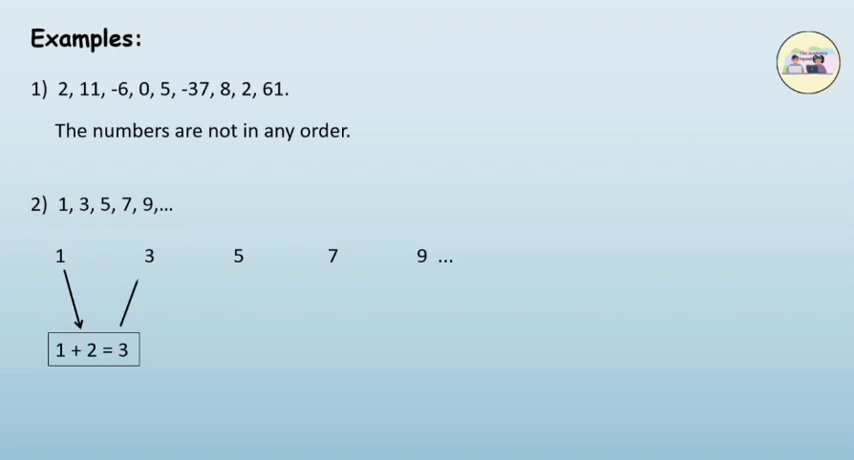 Examples:
1) 2, 11, -6, 0, 5, -37, 8, 2, 61.
The numbers are not in any order.
2) 1, 3, 5, 7, 9,...
1 3 5 7 9 ...
1 + 2 = 3